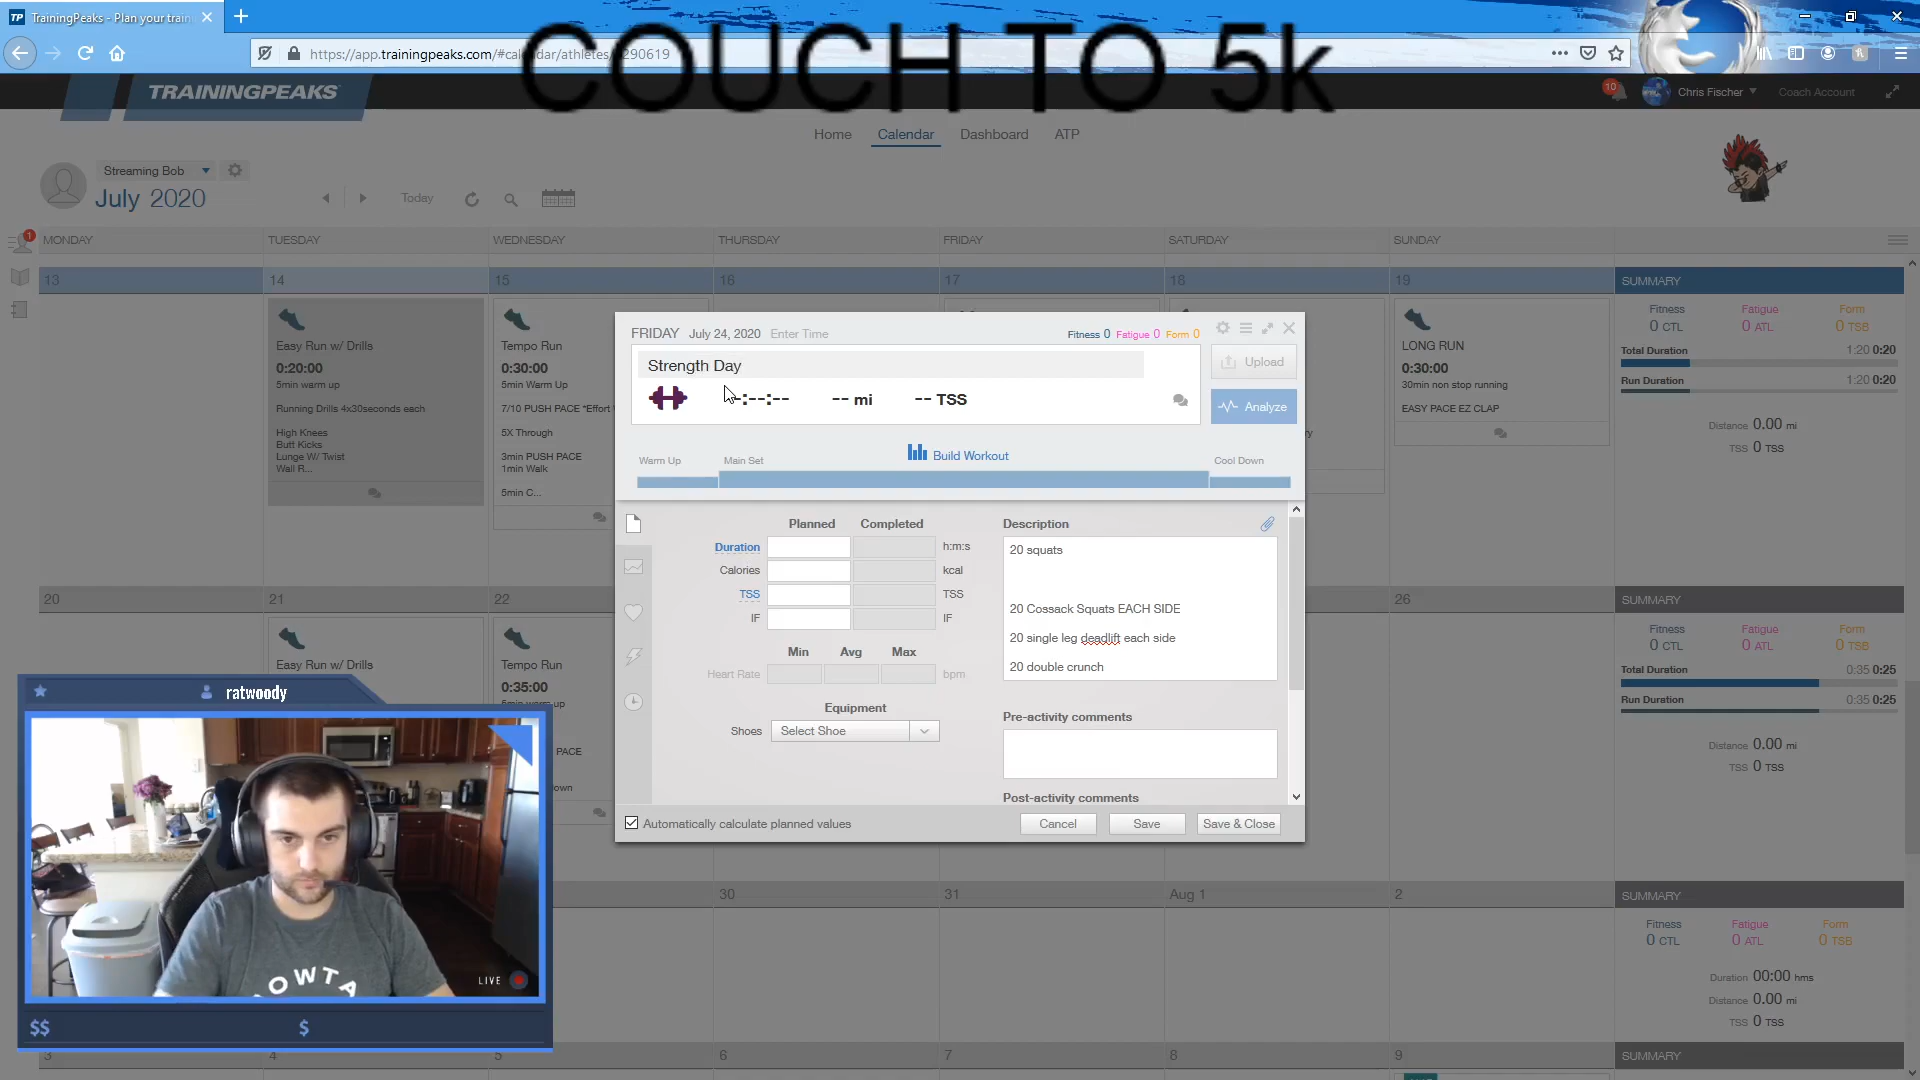 TP TrainingPeaks - Plan your train
https://app.trainingpeaks.com/#calendar/athletes/
290619
COUCH TO 5k
TRAININGPEAKS
10
Chris Fischer
Coach Account
Home
Calendar
Dashboard
ATP
Streaming Bob
July 2020
Today
1
MONDAY
TUESDAY
WEDNESDAY
THURSDAY
FRIDAY
SATURDAY
SUNDAY
13
14
15
16
17
18
19
SUMMARY
Easy Run w/ Drills
0:20:00
5min warm up
Running Drills 4x30seconds each
High Knees
Butt Kicks
Lunge W/ Twist
Wall R...
Tempo Run
0:30:00
5min Warm Up
7/10 PUSH PACE *Effort
5X Through
3min PUSH PACE
1min Walk
5min C...
LONG RUN
0:30:00
30min non stop running
EASY PACE EZ CLAP
Fitness
Fatigue
Form
0 CTL
0 ATL
0 TSB
Total Duration
1:20 0:20
Run Duration
1:20 0:20
Distance 0.00 mi
TSS 0 TSS
FRIDAY July 24, 2020 Enter Time
Fitness 0 Fatigue 0 Form 0
Strength Day
Upload
-:--:--
-- mi
-- TSS
Analyze
Build Workout
Warm Up
Main Set
Cool Down
Planned
Completed
Duration
h:m:s
Calories
kcal
TSS
TSS
IF
IF
Min
Avg
Max
Heart Rate
bpm
Equipment
Shoes
Select Shoe
Description
20 squats
20 Cossack Squats EACH SIDE
20 single leg deadlift each side
20 double crunch
Pre-activity comments
Post-activity comments
Automatically calculate planned values
Cancel
Save
Save & Close
20
21
22
26
SUMMARY
Easy Run w/ Drills
Tempo Run
0:35:00
PACE
own
Fitness
Fatigue
Form
0 CTL
0 ATL
0 TSB
Total Duration
0:35 0:25
Run Duration
0:35 0:25
Distance 0.00 mi
TSS 0 TSS
ratwoody
OWTA
LIVE
$$
$
30
31
Aug 1
2
SUMMARY
Fitness
Fatigue
Form
0 CTL
0 ATL
0 TSB
Duration 00:00 hms
Distance 0.00 mi
TSS 0 TSS
3
4
5
6
7
8
9
SUMMARY